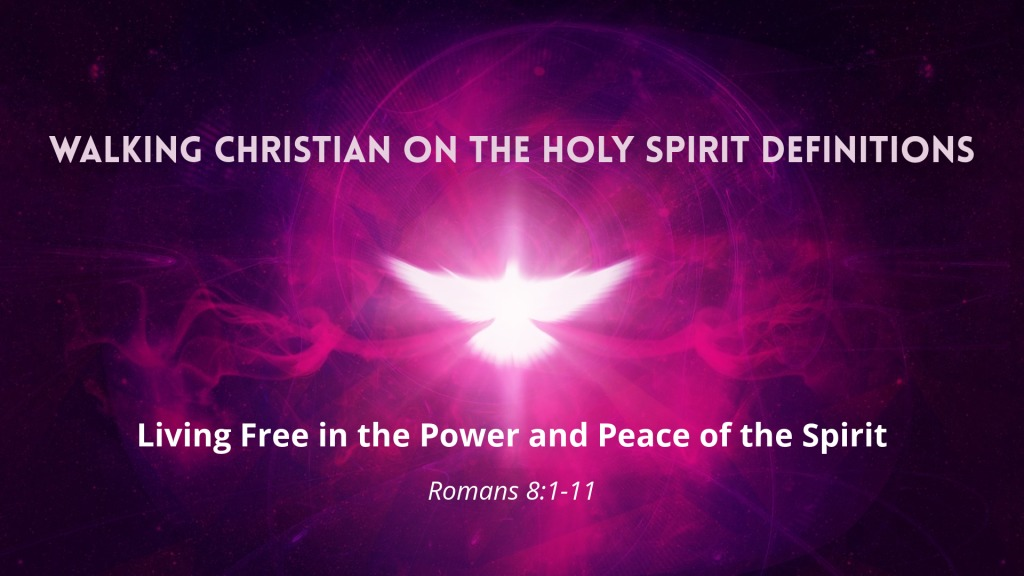 WALKING CHRISTIAN ON THE HOLY SPIRIT DEFINITIONS
Living Free in the Power and Peace of the Spirit
Romans 8:1-11